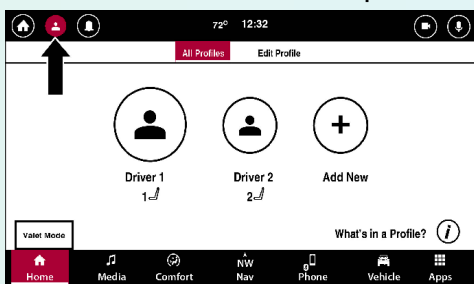 72° 12:32
All Profiles Edit Profile
Driver 1 Driver 2 Add New
1 2
What's in a Profile? i
Valet Mode
NW
Home Media Comfort Nav Phone Vehicle Apps